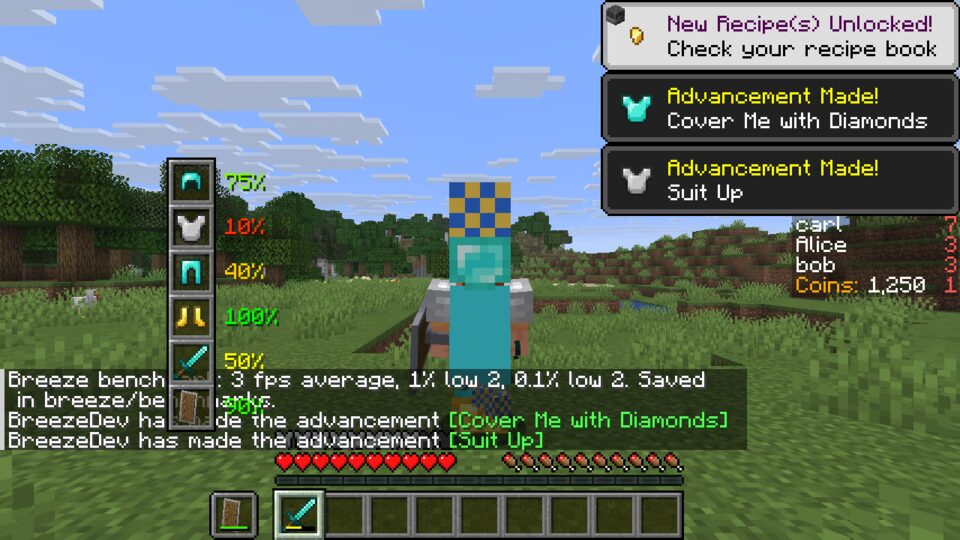 New Recipe(s) Unlocked!
Check your recipe book
Advancement Made!
Cover Me with Diamonds
Advancement Made!
Suit Up
carl 7
Alice 3
bob 3
Coins: 1,250 1
75%
10%
40%
100%
50%
90%
Breeze bench : 3 fps average, 1% low 2, 0.1% low 2. Saved
in breeze/be arks.
BreezeDev ha de the advancement [Cover Me with Diamonds]
BreezeDev has made the advancement [Suit Up]